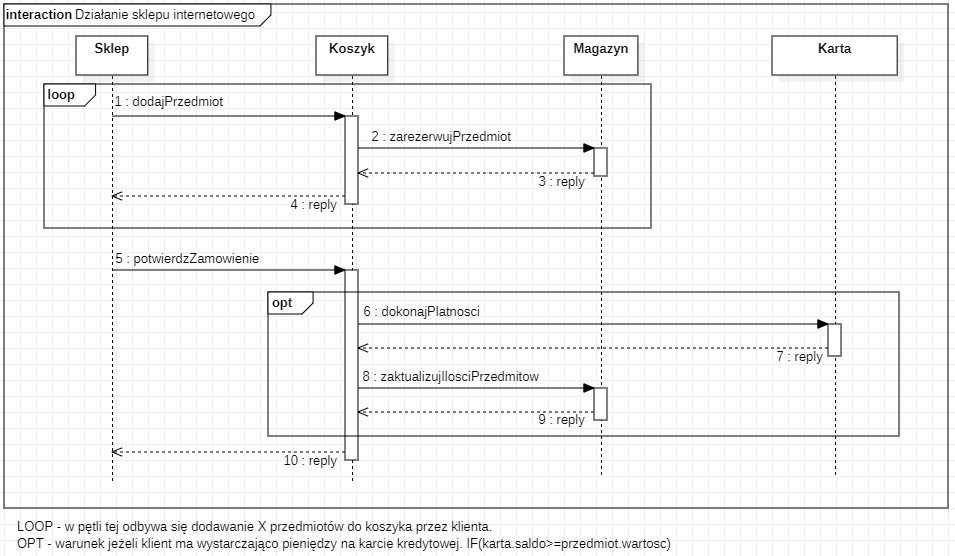 interaction Działanie sklepu internetowego
Sklep
Koszyk
Magazyn
Karta
loop
1 : dodajPrzedmiot
2 : zarezerwujPrzedmiot
3 : reply
4 : reply
5 : potwierdzZamowienie
opt
6 : dokonajPlatnosci
7 : reply
8 : zaktualizujIlosciPrzedmitow
9 : reply
10 : reply
LOOP - w pętli tej odbywa się dodawanie X przedmiotów do koszyka przez klienta.
OPT - warunek jeżeli klient ma wystarczająco pieniędzy na karcie kredytowej. IF(karta.saldo>=przedmiot.wartosc)